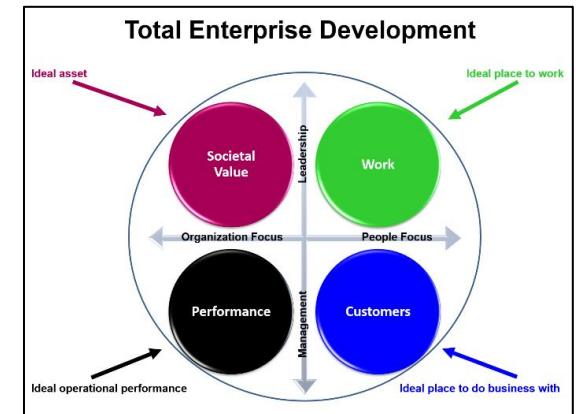 Total Enterprise Development
Ideal asset
Ideal place to work
Societal
Value
Leadership
Work
Organization Focus
People Focus
Performance
Management
Customers
Ideal operational performance
Ideal place to do business with